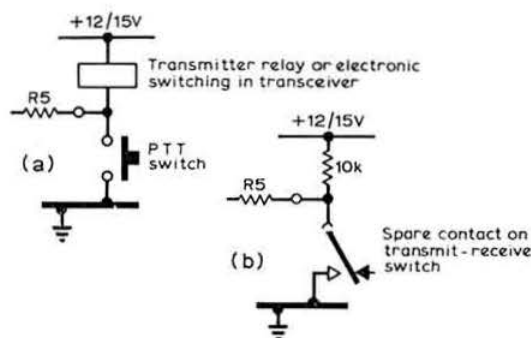 +12/15V
Transmitter relay or electronic
switching in transceiver
R5
(a)
PTT
switch
+12/15V
10k
R5
(b)
Spare contact on
transmit-receive
switch